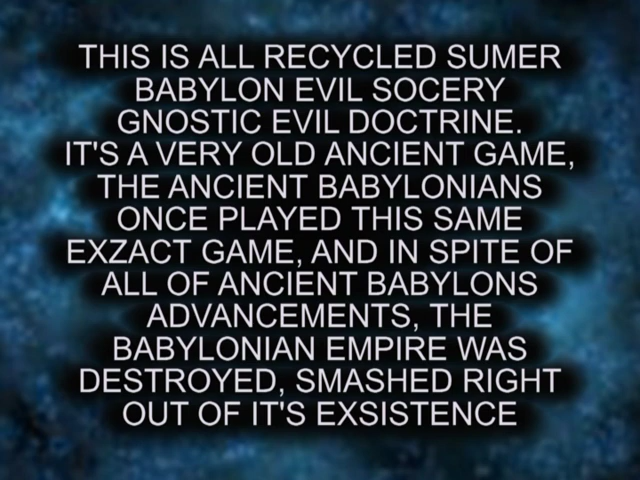 THIS IS ALL RECYCLED SUMER
BABYLON EVIL SOCERY
GNOSTIC EVIL DOCTRINE.
IT'S A VERY OLD ANCIENT GAME,
THE ANCIENT BABYLONIANS
ONCE PLAYED THIS SAME
EXZACT GAME, AND IN SPITE OF
ALL OF ANCIENT BABYLONS
ADVANCEMENTS, THE
BABYLONIAN EMPIRE WAS
DESTROYED, SMASHED RIGHT
OUT OF IT'S EXSISTENCE